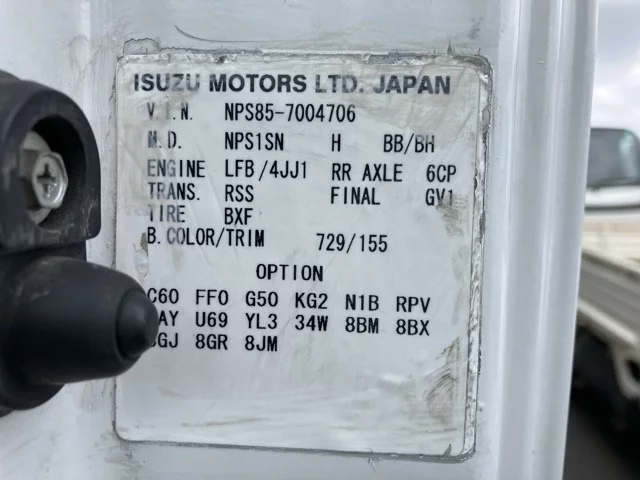 ISUZU MOTORS LTD. JAPAN
V.I.N. NPS85-7004706
M.D. NPS1SN H BB/BH
ENGINE LFB/4JJ1 RR AXLE 6CP
TRANS. RSS FINAL GV1
TIRE BXF
B.COLOR/TRIM 729/155
OPTION
C60 FF0 G50 KG2 N1B RPV
U69 YL3 34W 8BM 8BX
8GR 8JM